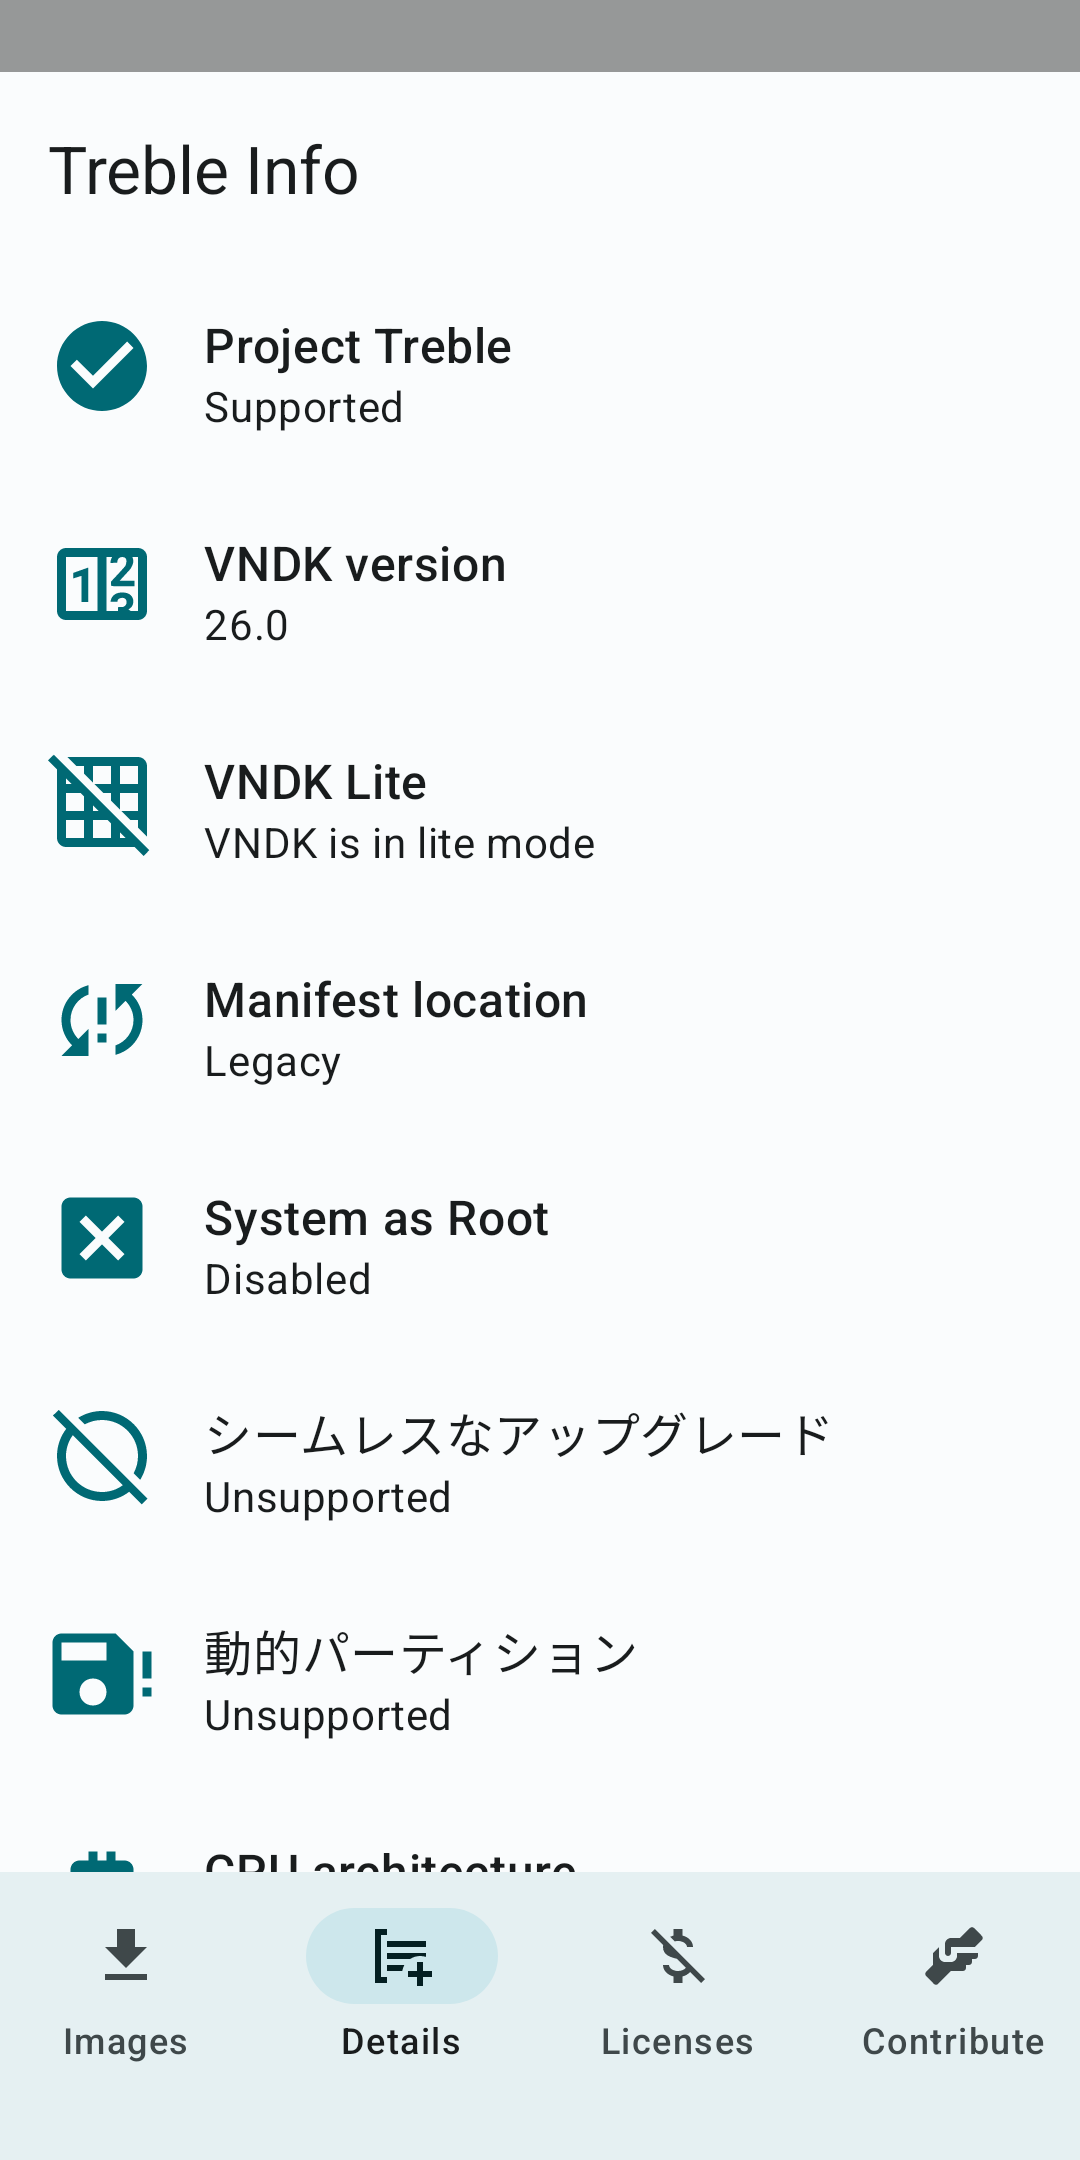 Treble Info
Project Treble
Supported
VNDK version
26.0
VNDK Lite
VNDK is in lite mode
Manifest location
Legacy
System as Root
Disabled
シームレスなアップグレード
Unsupported
動的パーティション
Unsupported
CPU architecture
Images
Details
Licenses
Contribute